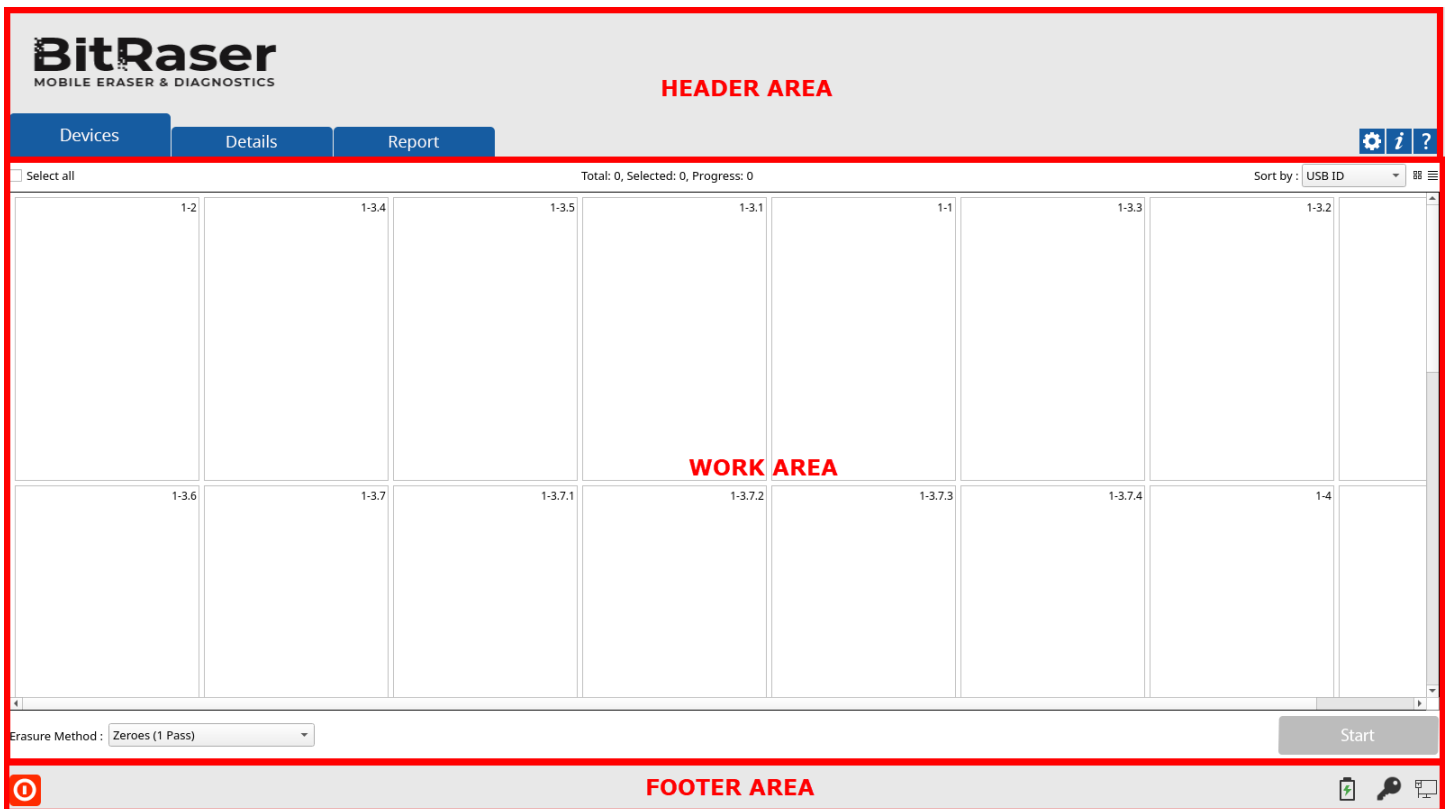 BitRaser
MOBILE ERASER & DIAGNOSTICS
HEADER AREA
Devices
Details
Report
i
?
Select all
Total: 0, Selected: 0, Progress: 0
Sort by : USB ID
1-2
1-3.4
1-3.5
1-3.1
1-1
1-3.3
1-3.2
WORK AREA
1-3.6
1-3.7
1-3.7.1
1-3.7.2
1-3.7.3
1-3.7.4
1-4
Erasure Method : Zeroes (1 Pass)
Start
FOOTER AREA